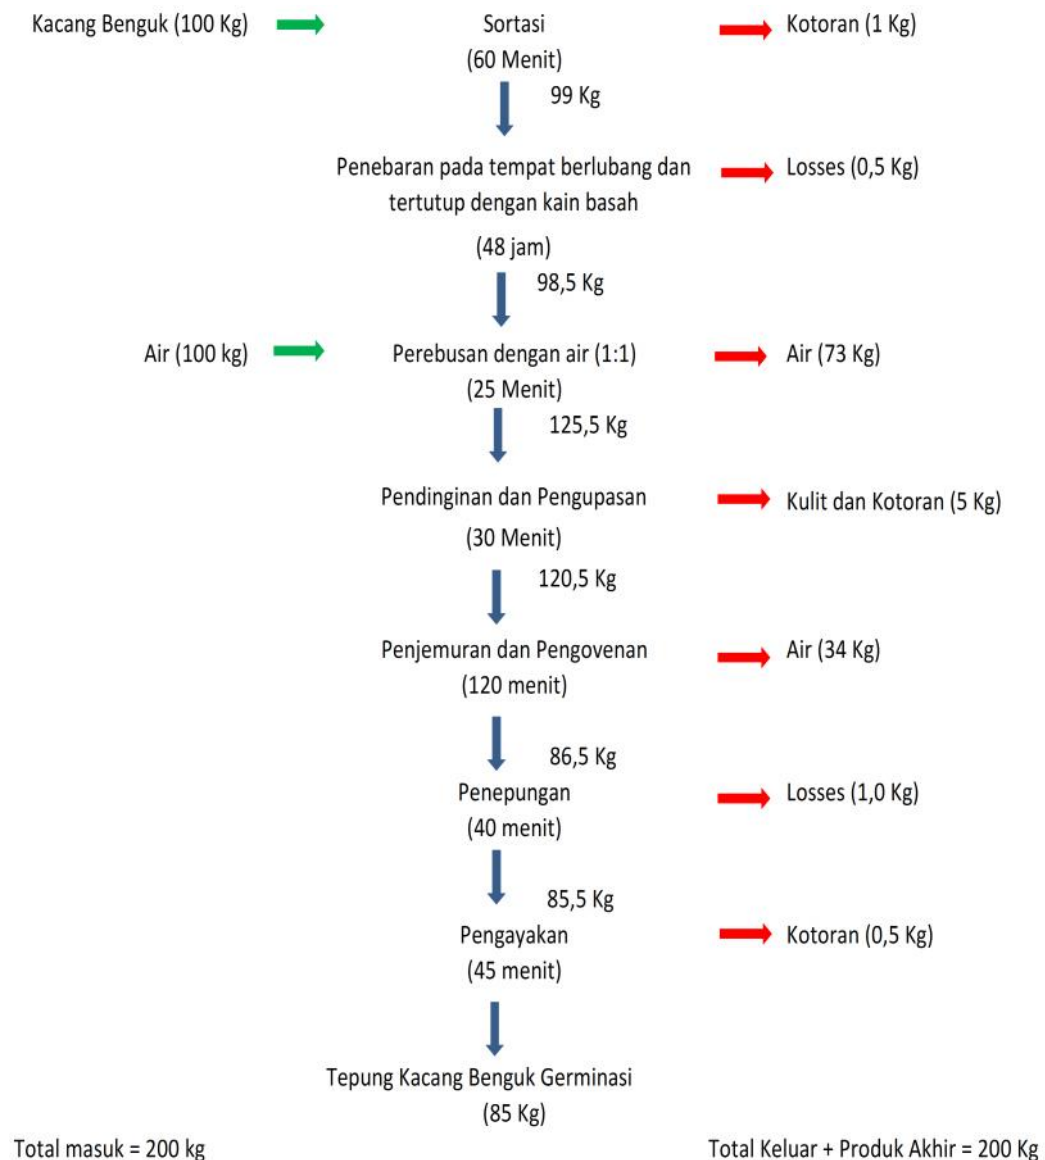 Kacang Benguk (100 Kg) Sortasi Kotoran (1 Kg)
(60 Menit)
99 Kg
Penebaran pada tempat berlubang dan Losses (0,5 Kg)
tertutup dengan kain basah
(48 jam)
98,5 Kg
Air (100 kg) Perebusan dengan air (1:1) Air (73 Kg)
(25 Menit)
125,5 Kg
Pendinginan dan Pengupasan Kulit dan Kotoran (5 Kg)
(30 Menit)
120,5 Kg
Penjemuran dan Pengovenan Air (34 Kg)
(120 menit)
86,5 Kg
Penepungan Losses (1,0 Kg)
(40 menit)
85,5 Kg
Pengayakan Kotoran (0,5 Kg)
(45 menit)
Tepung Kacang Benguk Germinasi
(85 Kg)
Total masuk = 200 kg Total Keluar + Produk Akhir = 200 Kg